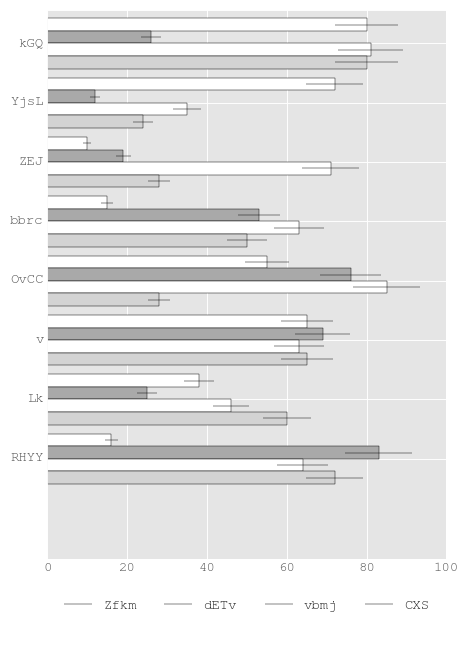 kGQ
YjsL
ZEJ
bbrc
OvCC
v
Lk
RHYY
0 20 40 60 80 100
Zfkm dETv vbmj CXS